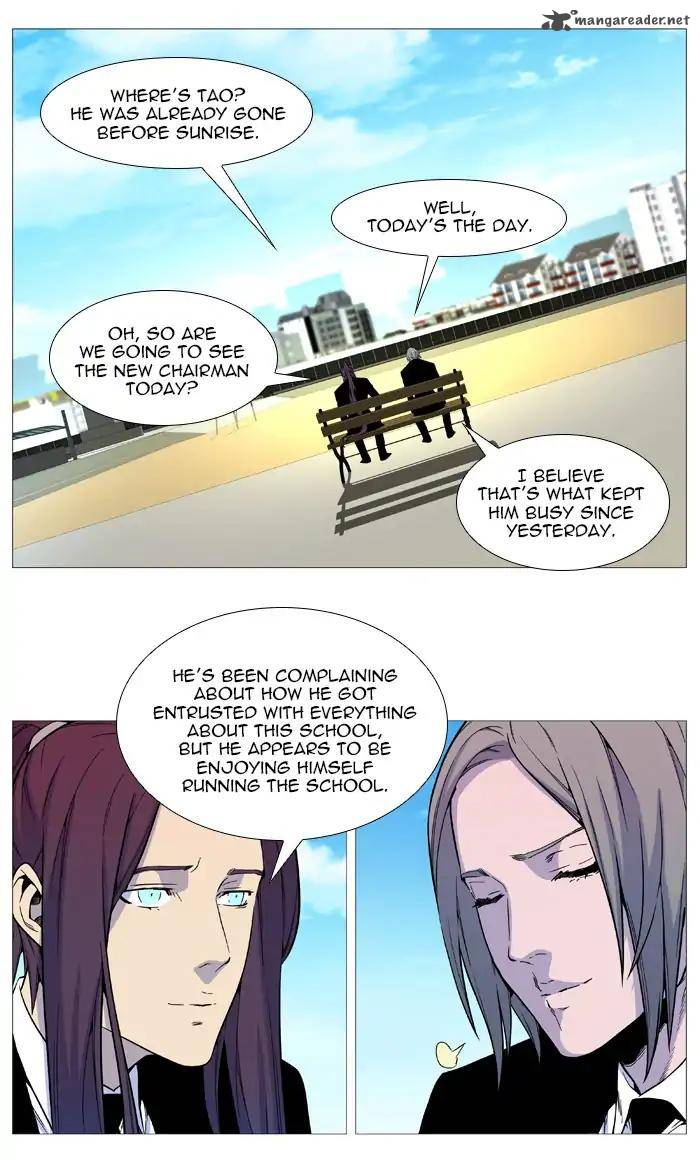 mangareader.net
WHERE'S TAO?
HE WAS ALREADY GONE
BEFORE SUNRISE.
WELL,
TODAY'S THE DAY.
OH, SO ARE
WE GOING TO SEE
THE NEW CHAIRMAN
TODAY?
I BELIEVE
THAT'S WHAT KEPT
HIM BUSY SINCE
YESTERDAY.
HE'S BEEN COMPLAINING
ABOUT HOW HE GOT
ENTRUSTED WITH EVERYTHING
ABOUT THIS SCHOOL,
BUT HE APPEARS TO BE
ENJOYING HIMSELF
RUNNING THE SCHOOL.